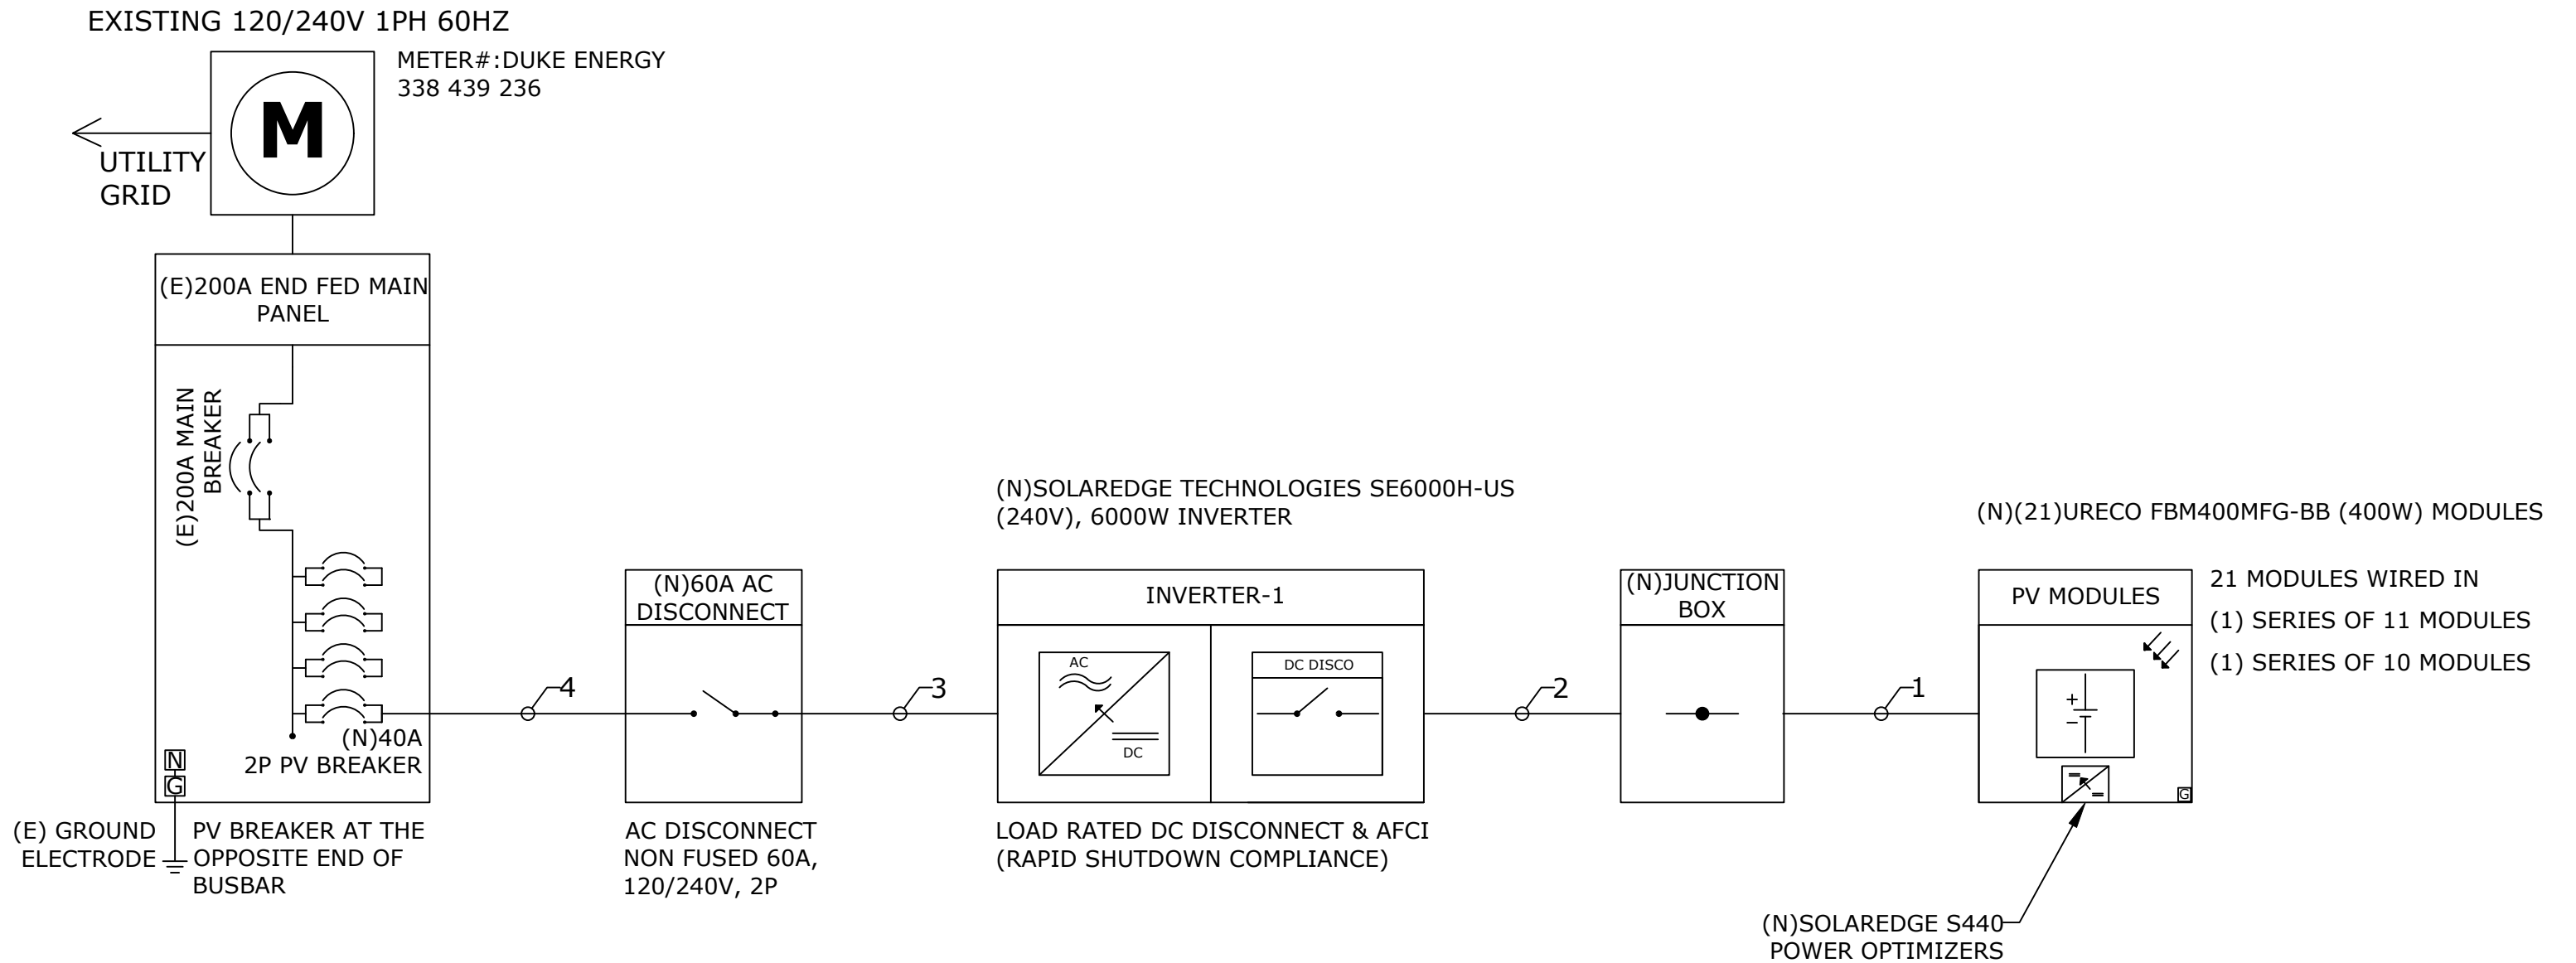 EXISTING 120/240V 1PH 60HZ
METER#:DUKE ENERGY
338 439 236
M
UTILITY
GRID
(E)200A END FED MAIN
PANEL
(E)200A MAIN
BREAKER
(N)40A
2P PV BREAKER
N
G
(E) GROUND
ELECTRODE
PV BREAKER AT THE
OPPOSITE END OF
BUSBAR
4
(N)60A AC
DISCONNECT
AC DISCONNECT
NON FUSED 60A,
120/240V, 2P
3
(N)SOLAREDGE TECHNOLOGIES SE6000H-US
(240V), 6000W INVERTER
INVERTER-1
AC
DC
DC DISCO
LOAD RATED DC DISCONNECT & AFCI
(RAPID SHUTDOWN COMPLIANCE)
2
(N)JUNCTION
BOX
1
(N)(21)URECO FBM400MFG-BB (400W) MODULES
PV MODULES
+
−
G
21 MODULES WIRED IN
(1) SERIES OF 11 MODULES
(1) SERIES OF 10 MODULES
(N)SOLAREDGE S440
POWER OPTIMIZERS